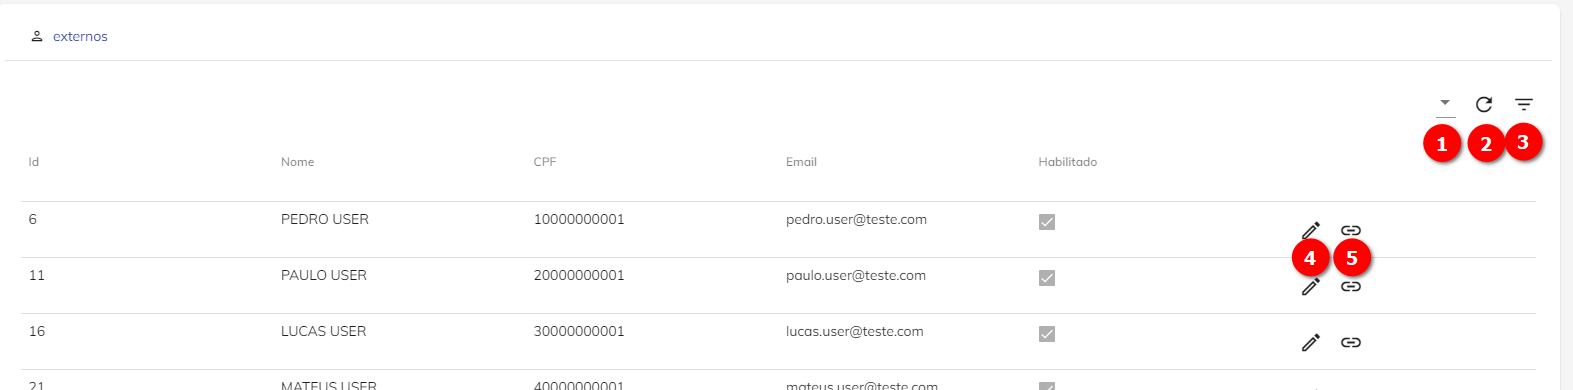 externos
1 2 3
Id Nome CPF Email Habilitado
6 PEDRO USER 10000000001 pedro.user@teste.com
4 5
11 PAULO USER 20000000001 paulo.user@teste.com
16 LUCAS USER 30000000001 lucas.user@teste.com
21 MATEUS USER 40000000001 mateus.user@teste.com